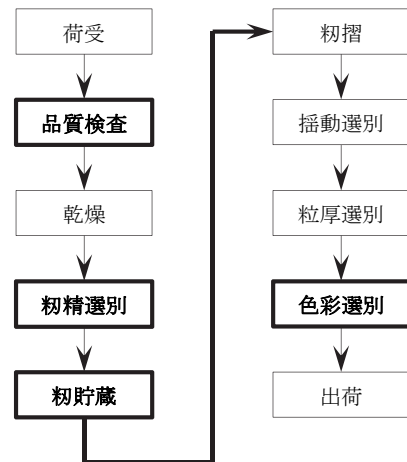 荷受
品質検査
乾燥
籾精選別
籾貯蔵
籾摺
揺動選別
粒厚選別
色彩選別
出荷